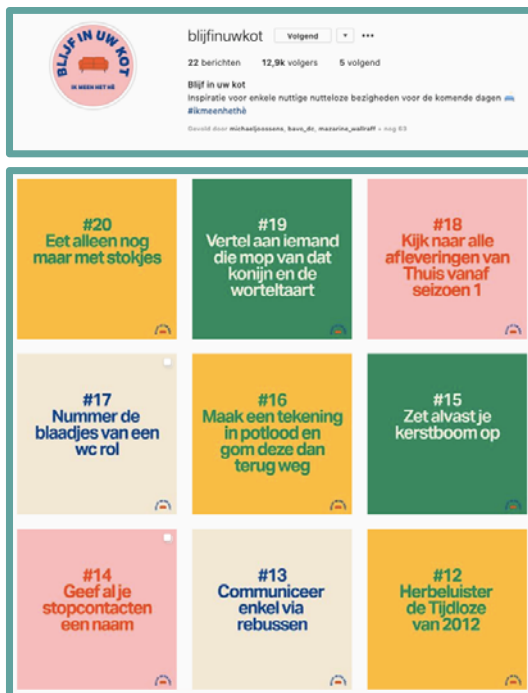 BLIJF IN UW KOT
IK MEEN HET HÈ
blijfinuwkot Volgend
22 berichten 12,9k volgers 5 volgend
Blijf in uw kot
Inspiratie voor enkele nuttige nutteloze bezigheden voor de komende dagen
#ikmeenhethè
Gevolgd door
#20
Eet alleen nog
maar met stokjes
#19
Vertel aan iemand
die mop van dat
konijn en de
worteltaart
#18
Kijk naar alle
afleveringen van
Thuis vanaf
seizoen 1
#17
Nummer de
blaadjes van een
wc rol
#16
Maak een tekening
in potlood en
gom deze dan
terug weg
#15
Zet alvast je
kerstboom op
#14
Geef al je
stopcontacten
een naam
#13
Communiceer
enkel via
rebussen
#12
Herbeluister
de Tijdloze
van 2012